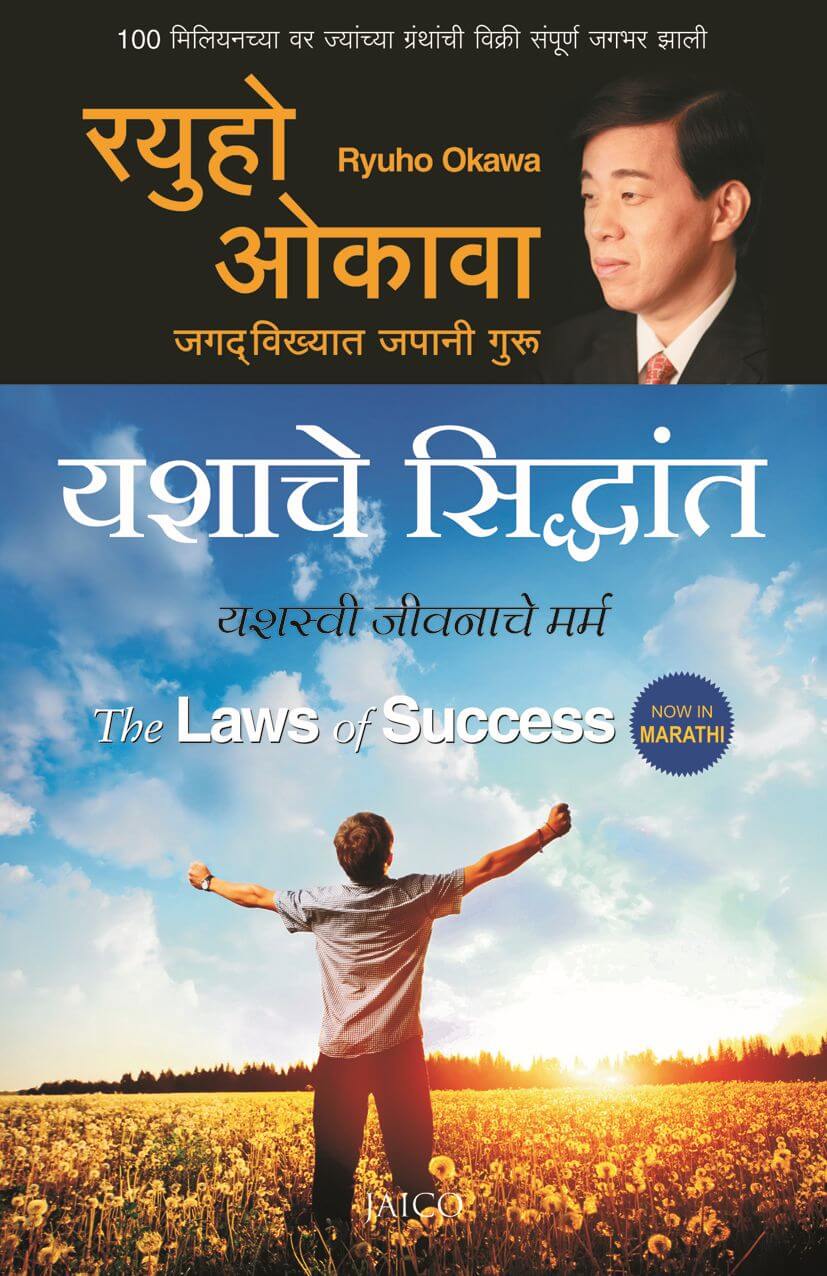 100 मिलियनच्या वर ज्यांच्या ग्रंथांची विक्री संपूर्ण जगभर झाली
रयुहो
Ryuho Okawa
ओकावा
जगद्‌विख्यात जपानी गुरू
यशाचे सिद्धांत
यशस्वी जीवनाचे मर्म
The Laws of Success
NOW IN
MARATHI
JAICO